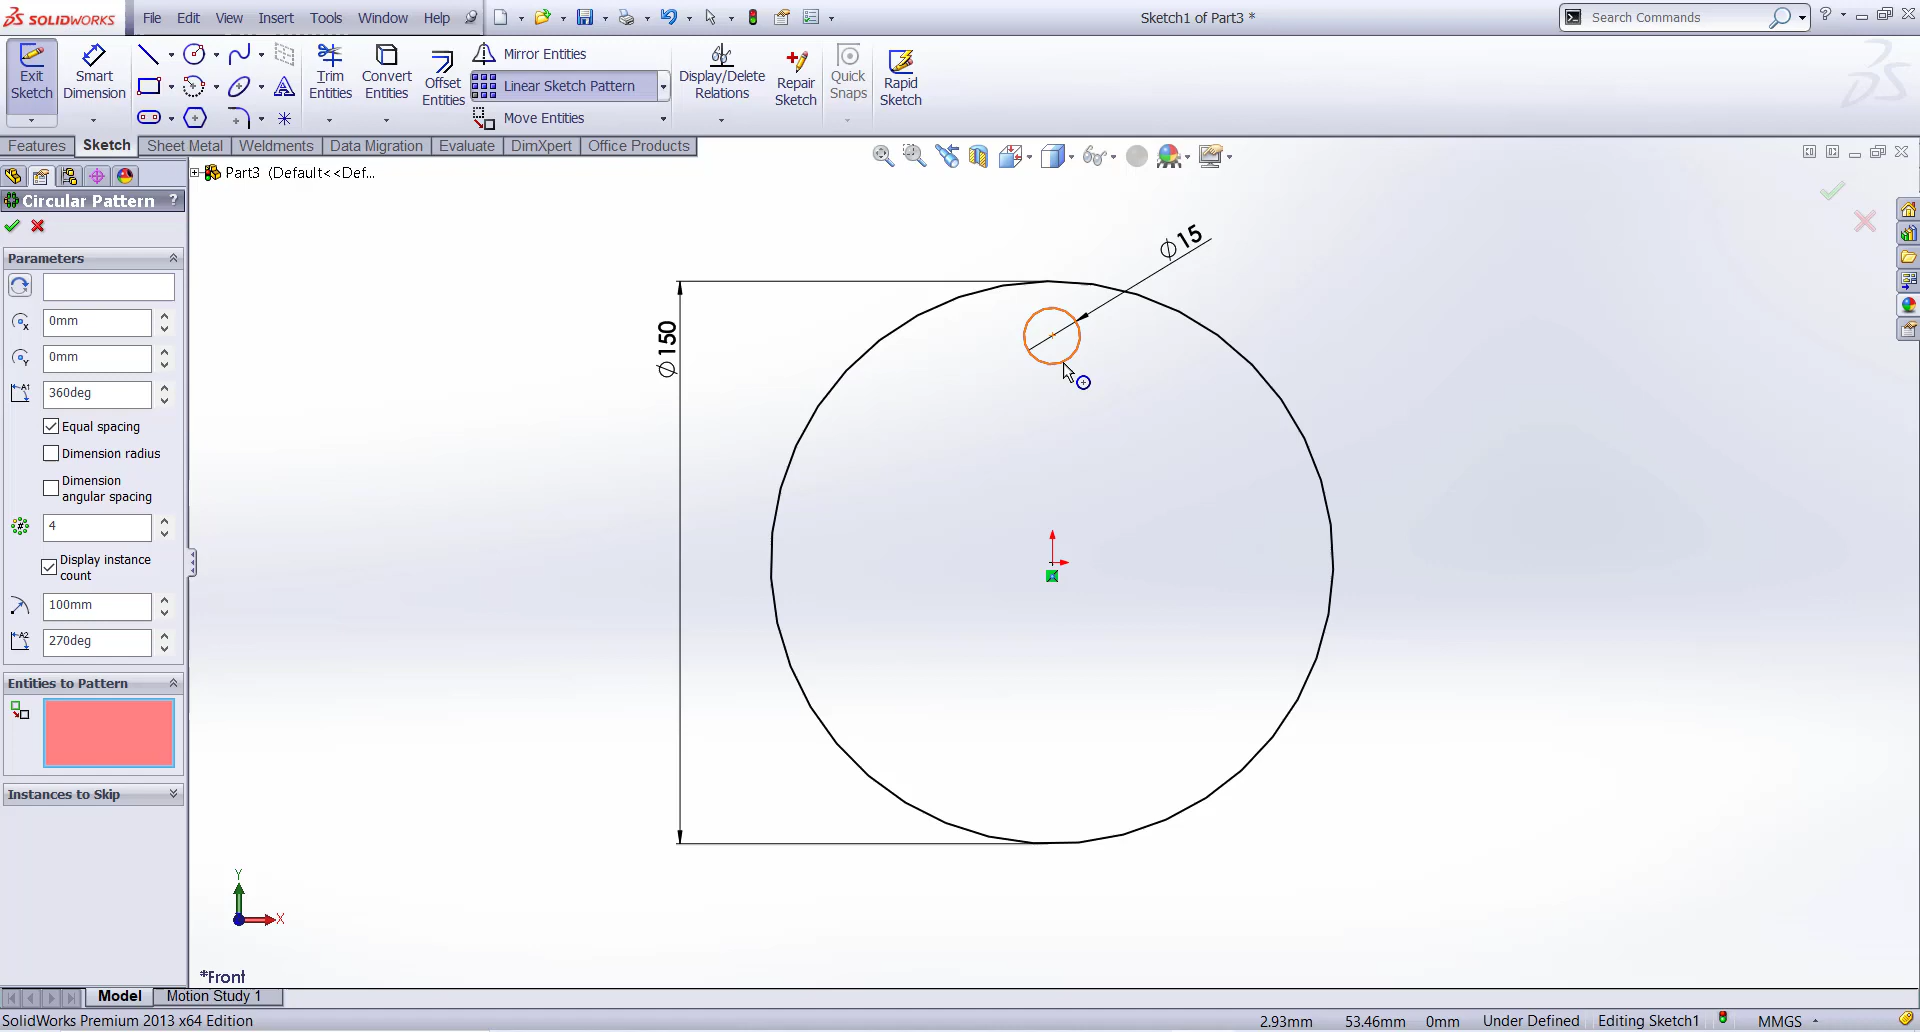 SOLIDWORKS File Edit View Insert Tools Window Help Sketch1 of Part3 * Search Commands
Exit Sketch
Smart Dimension
Trim Entities
Convert Entities
Offset Entities
Mirror Entities
Linear Sketch Pattern
Move Entities
Display/Delete Relations
Repair Sketch
Quick Snaps
Rapid Sketch
Features Sketch Sheet Metal Weldments Data Migration Evaluate DimXpert Office Products
Part3 (Default<<Def...
Circular Pattern ?
Parameters
0mm
0mm
360deg
Equal spacing
Dimension radius
Dimension
angular spacing
4
Display instance
count
100mm
270deg
Entities to Pattern
Instances to Skip
∅15
∅150
Y
X
*Front
Model Motion Study 1
SolidWorks Premium 2013 x64 Edition 2.93mm 53.46mm 0mm Under Defined Editing Sketch1 MMGS